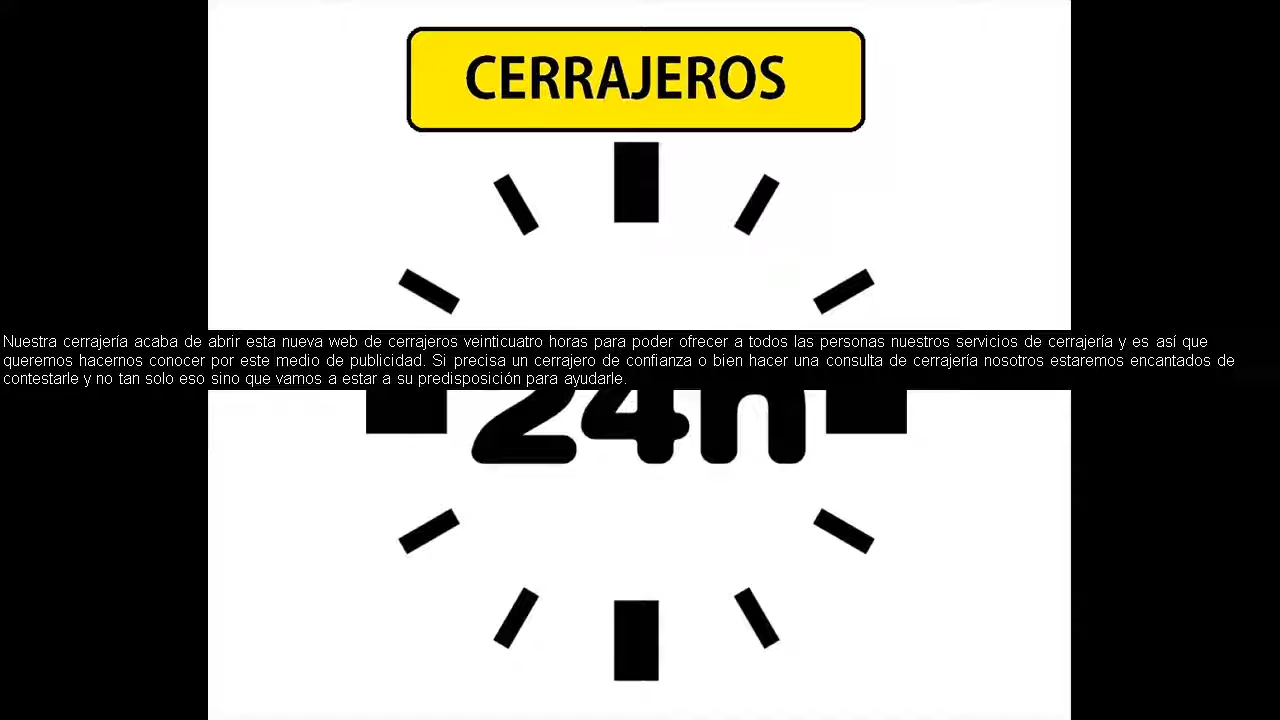 CERRAJEROS
Nuestra cerrajería acaba de abrir esta nueva web de cerrajeros veinticuatro horas para poder ofrecer a todos las personas nuestros servicios de cerrajería y es así que
queremos hacernos conocer por este medio de publicidad. Si precisa un cerrajero de confianza o bien hacer una consulta de cerrajería nosotros estaremos encantados de
contestarle y no tan solo eso sino que vamos a estar a su predisposición para ayudarle.
24h